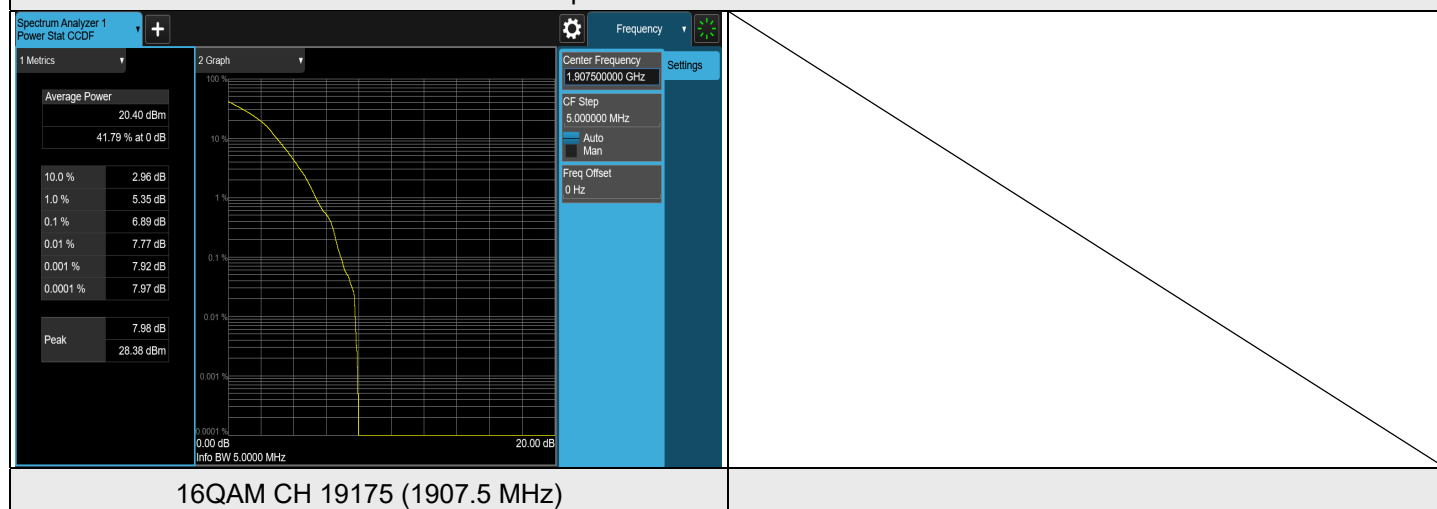 Spectrum Analyzer 1
Power Stat CCDF
Frequency
1 Metrics
2 Graph
Center Frequency
1.907500000 GHz
Settings
CF Step
5.000000 MHz
Auto
Man
Freq Offset
0 Hz
Average Power
20.40 dBm
41.79 % at 0 dB
10.0 % 2.96 dB
1.0 % 5.35 dB
0.1 % 6.89 dB
0.01 % 7.77 dB
0.001 % 7.92 dB
0.0001 % 7.97 dB
Peak 7.98 dB
28.38 dBm
100 %
10 %
1 %
0.1 %
0.01 %
0.001 %
0.0001 %
0.00 dB 20.00 dB
Info BW 5.0000 MHz
16QAM CH 19175 (1907.5 MHz)